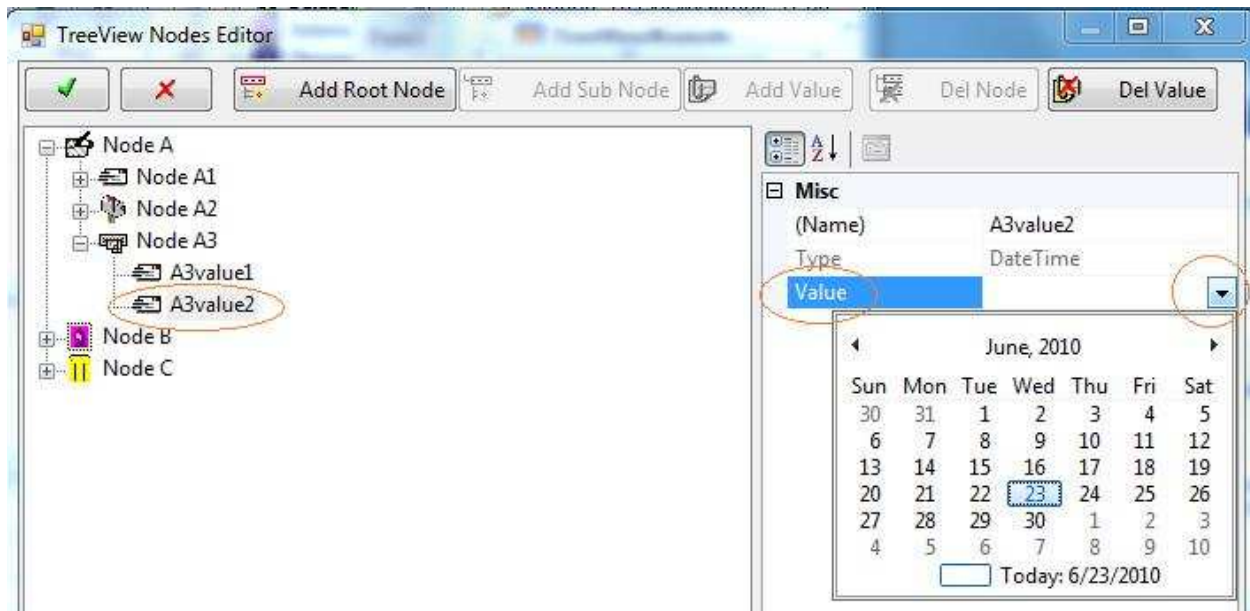 TreeView Nodes Editor
Add Root Node Add Sub Node Add Value Del Node Del Value
Node A
Node A1
Node A2
Node A3
A3value1
A3value2
Node B
Node C
Misc
(Name) A3value2
Type DateTime
Value
June, 2010
Sun Mon Tue Wed Thu Fri Sat
30 31 1 2 3 4 5
6 7 8 9 10 11 12
13 14 15 16 17 18 19
20 21 22 23 24 25 26
27 28 29 30 1 2 3
4 5 6 7 8 9 10
Today: 6/23/2010